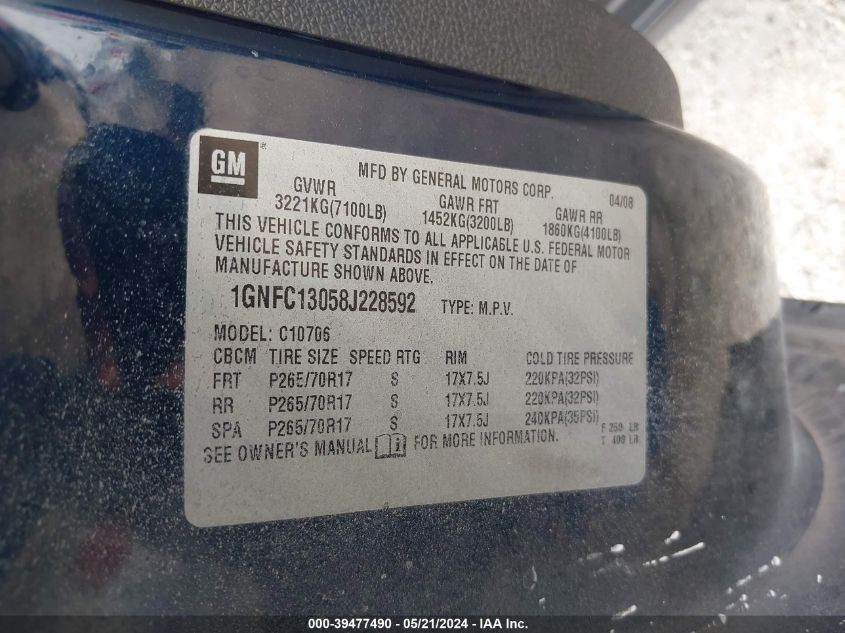 GM
MFD BY GENERAL MOTORS CORP. 04/08
GVWR GAWR FRT GAWR RR
3221KG(7100LB) 1452KG(3200LB) 1860KG(4100LB)
THIS VEHICLE CONFORMS TO ALL APPLICABLE U.S. FEDERAL MOTOR
VEHICLE SAFETY STANDARDS IN EFFECT ON THE DATE OF
MANUFACTURE SHOWN ABOVE.
1GNFC13058J228592 TYPE: M.P.V.
MODEL: C10706
CBCM TIRE SIZE SPEED RTG RIM COLD TIRE PRESSURE
FRT P265/70R17 S 17X7.5J 220KPA(32PSI)
RR P265/70R17 S 17X7.5J 220KPA(32PSI)
SPA P265/70R17 S 17X7.5J 240KPA(35PSI)
F 250 LB
SEE OWNER'S MANUAL i FOR MORE INFORMATION.
T 400 LB
000-39477490 - 05/21/2024 - IAA Inc.